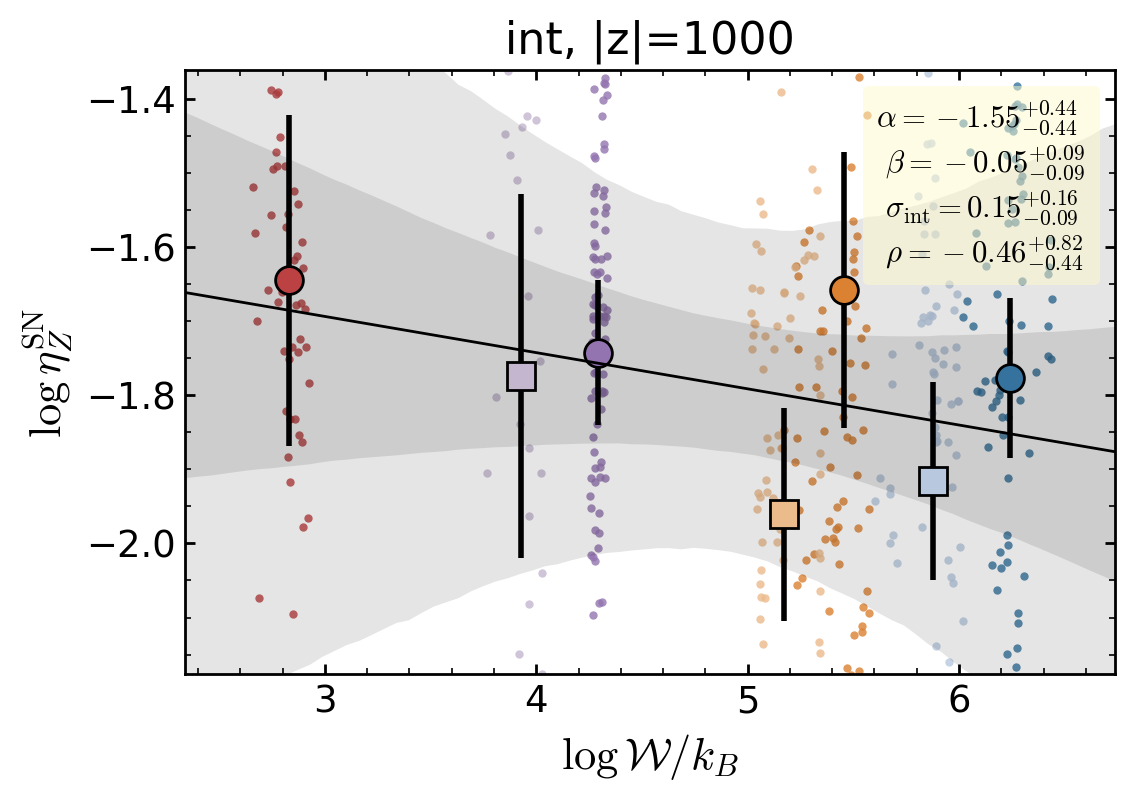 int, |z|=1000
α = −1.55 +0.44 −0.44
β = −0.05 +0.09 −0.09
σint = 0.15 +0.16 −0.09
ρ = −0.46 +0.82 −0.44
log η_Z^SN
−1.4
−1.6
−1.8
−2.0
3 4 5 6
log 𝒲/k_B